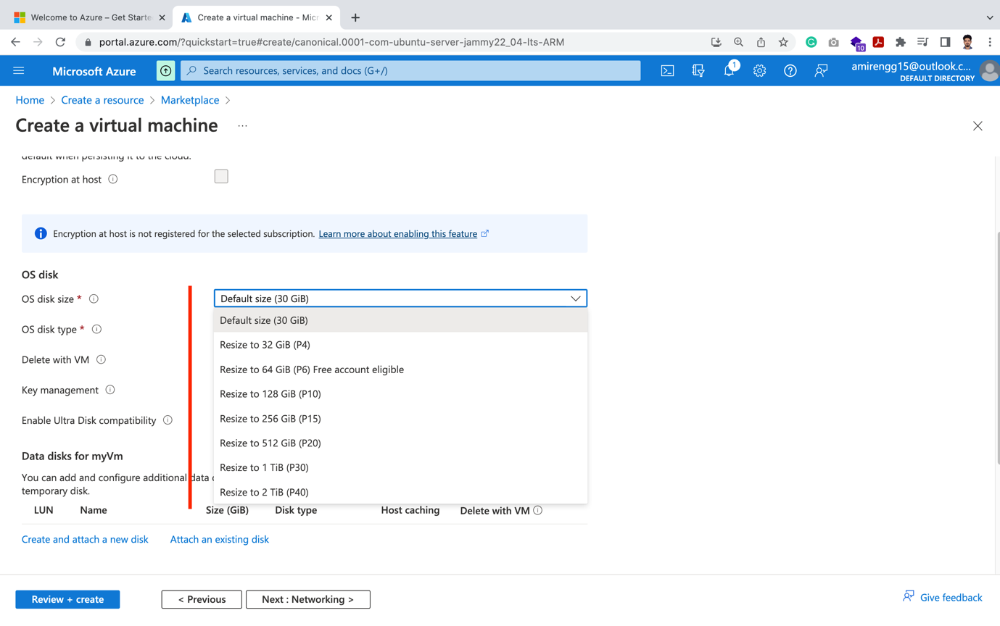 Welcome to Azure – Get Starte
Create a virtual machine - Micr
portal.azure.com/?quickstart=true#create/canonical.0001-com-ubuntu-server-jammy22_04-lts-ARM
10
Microsoft Azure
Search resources, services, and docs (G+/)
1
amirengg15@outlook.c...
DEFAULT DIRECTORY
Home > Create a resource > Marketplace >
Create a virtual machine ...
default when persisting it to the cloud.
Encryption at host
Encryption at host is not registered for the selected subscription. Learn more about enabling this feature
OS disk
OS disk size *
Default size (30 GiB)
Default size (30 GiB)
OS disk type *
Resize to 32 GiB (P4)
Delete with VM
Resize to 64 GiB (P6) Free account eligible
Key management
Resize to 128 GiB (P10)
Enable Ultra Disk compatibility
Resize to 256 GiB (P15)
Resize to 512 GiB (P20)
Data disks for myVm
Resize to 1 TiB (P30)
You can add and configure additional data
temporary disk.
Resize to 2 TiB (P40)
LUN Name Size (GiB) Disk type Host caching Delete with VM
Create and attach a new disk Attach an existing disk
Review + create < Previous Next : Networking > Give feedback